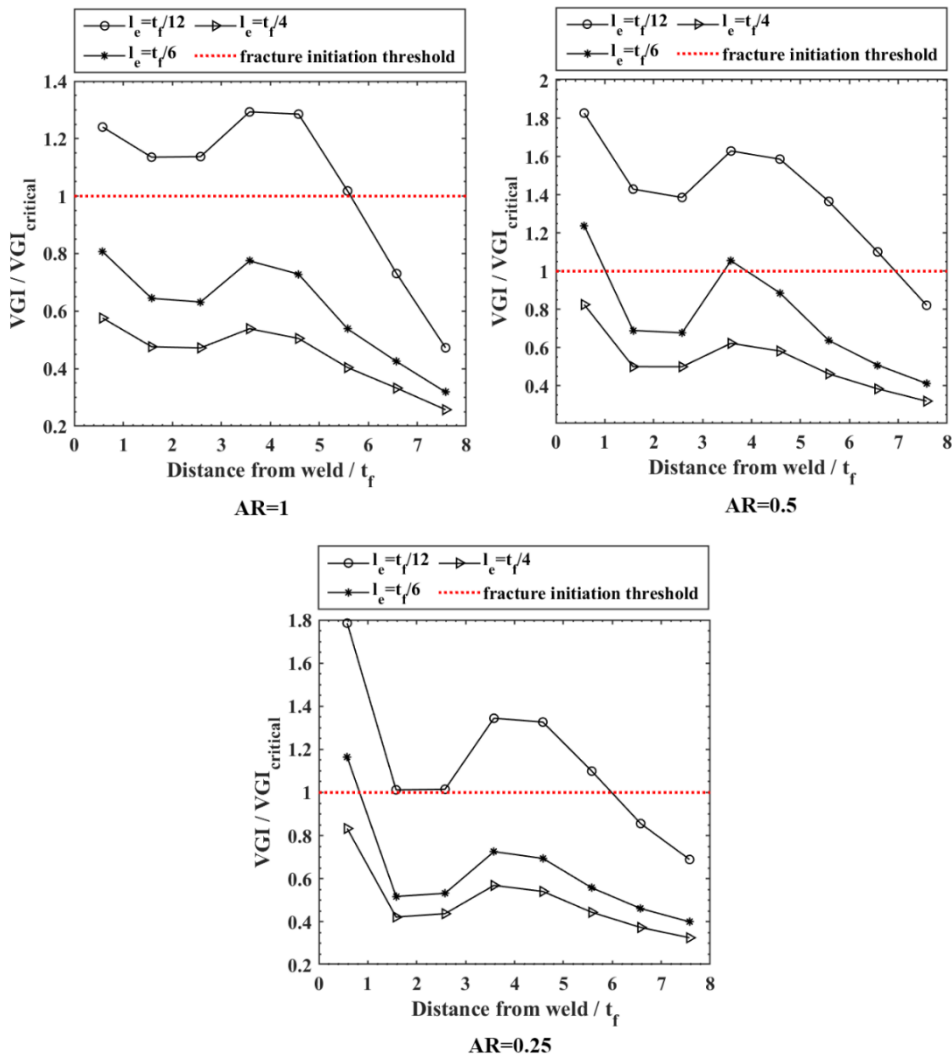 l_e=t_f/12 l_e=t_f/4
l_e=t_f/6 fracture initiation threshold
1.4
1.2
1
0.8
0.6
0.4
0.2
VGI / VGI_critical
0 1 2 3 4 5 6 7 8
Distance from weld / t_f
AR=1
l_e=t_f/12 l_e=t_f/4
l_e=t_f/6 fracture initiation threshold
2
1.8
1.6
1.4
1.2
1
0.8
0.6
0.4
VGI / VGI_critical
0 1 2 3 4 5 6 7 8
Distance from weld / t_f
AR=0.5
l_e=t_f/12 l_e=t_f/4
l_e=t_f/6 fracture initiation threshold
1.8
1.6
1.4
1.2
1
0.8
0.6
0.4
0.2
VGI / VGI_critical
0 1 2 3 4 5 6 7 8
Distance from weld / t_f
AR=0.25